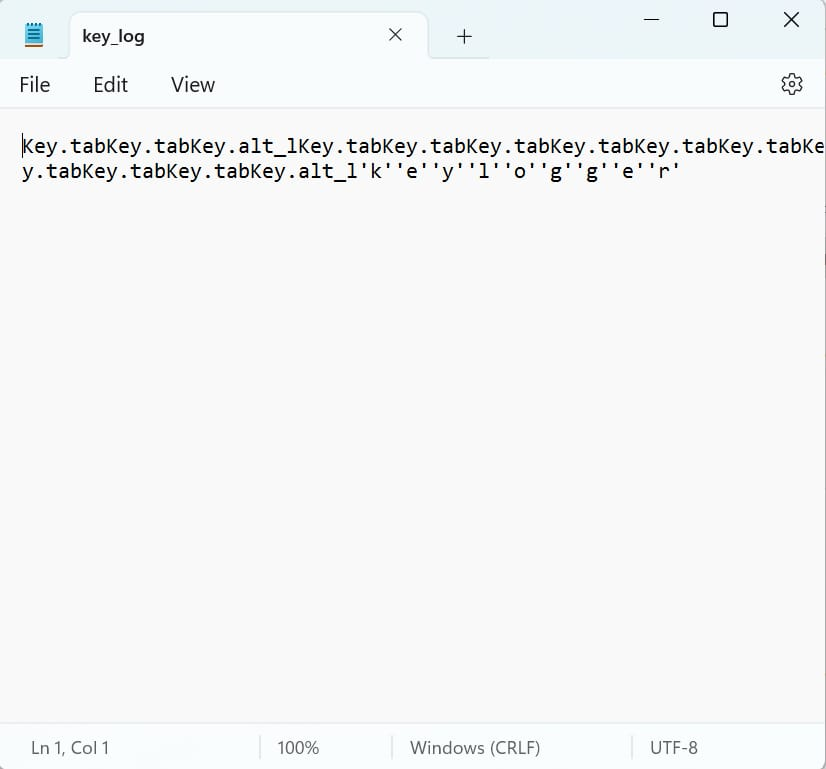 key_log
File Edit View
Key.tabKey.tabKey.alt_lKey.tabKey.tabKey.tabKey.tabKey.tabKey.tabKe
y.tabKey.tabKey.tabKey.alt_l'k''e''y''l''o''g''g''e''r'
Ln 1, Col 1 100% Windows (CRLF) UTF-8